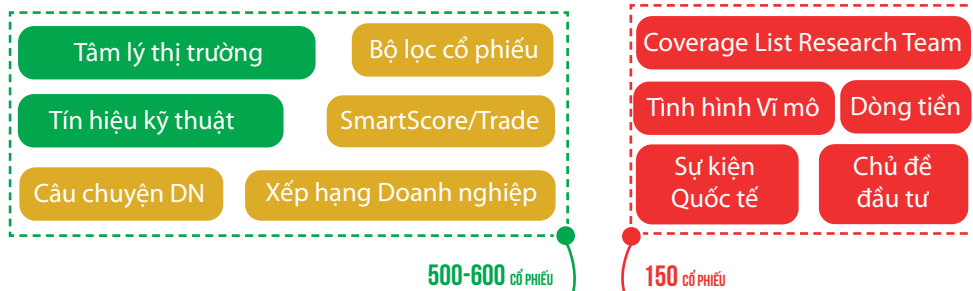 Tâm lý thị trường
Bộ lọc cổ phiếu
Tín hiệu kỹ thuật
SmartScore/Trade
Câu chuyện DN
Xếp hạng Doanh nghiệp
500-600 CỔ PHIẾU
Coverage List Research Team
Tình hình Vĩ mô
Dòng tiền
Sự kiện
Quốc tế
Chủ đề
đầu tư
150 CỔ PHIẾU